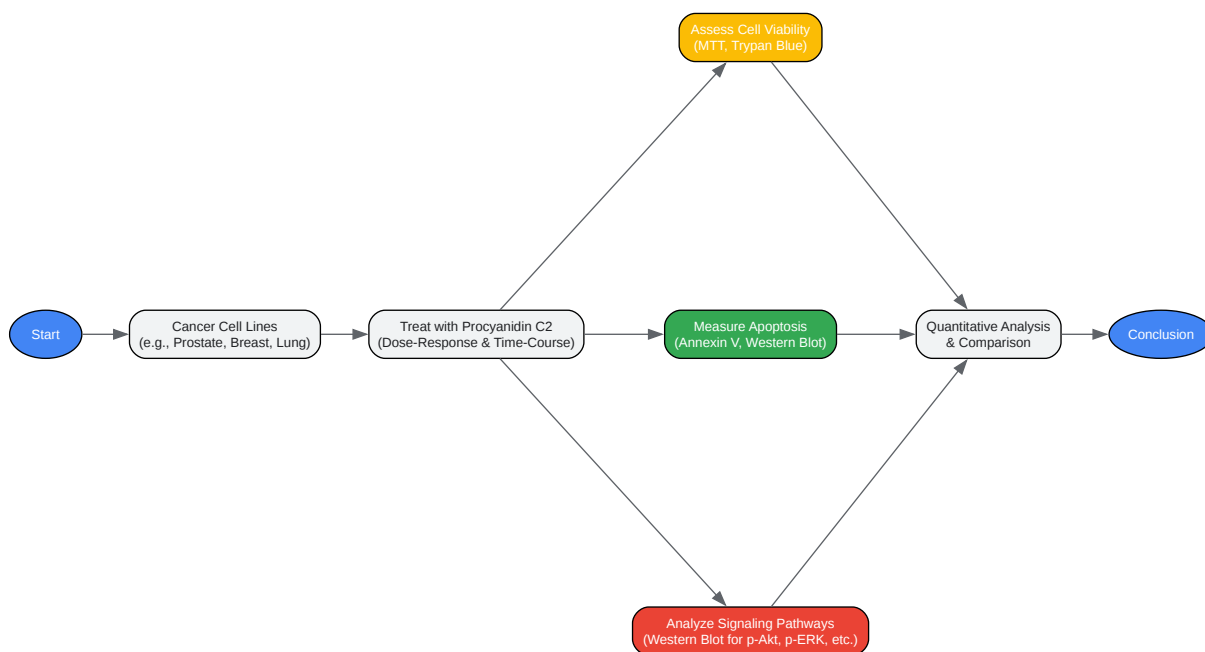 Start
Cancer Cell Lines
(e.g., Prostate, Breast, Lung)
Treat with Procyanidin C2
(Dose-Response & Time-Course)
Assess Cell Viability
(MTT, Trypan Blue)
Measure Apoptosis
(Annexin V, Western Blot)
Analyze Signaling Pathways
(Western Blot for p-Akt, p-ERK, etc.)
Quantitative Analysis
& Comparison
Conclusion